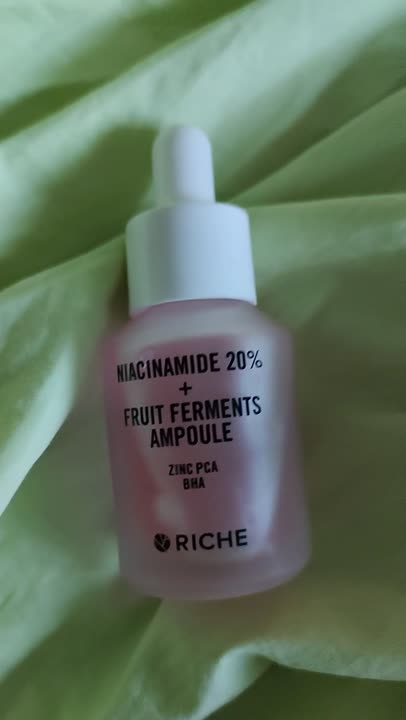 NIACINAMIDE 20%
+
FRUIT FERMENTS
AMPOULE
ZINC PCA
BHA
RICHE